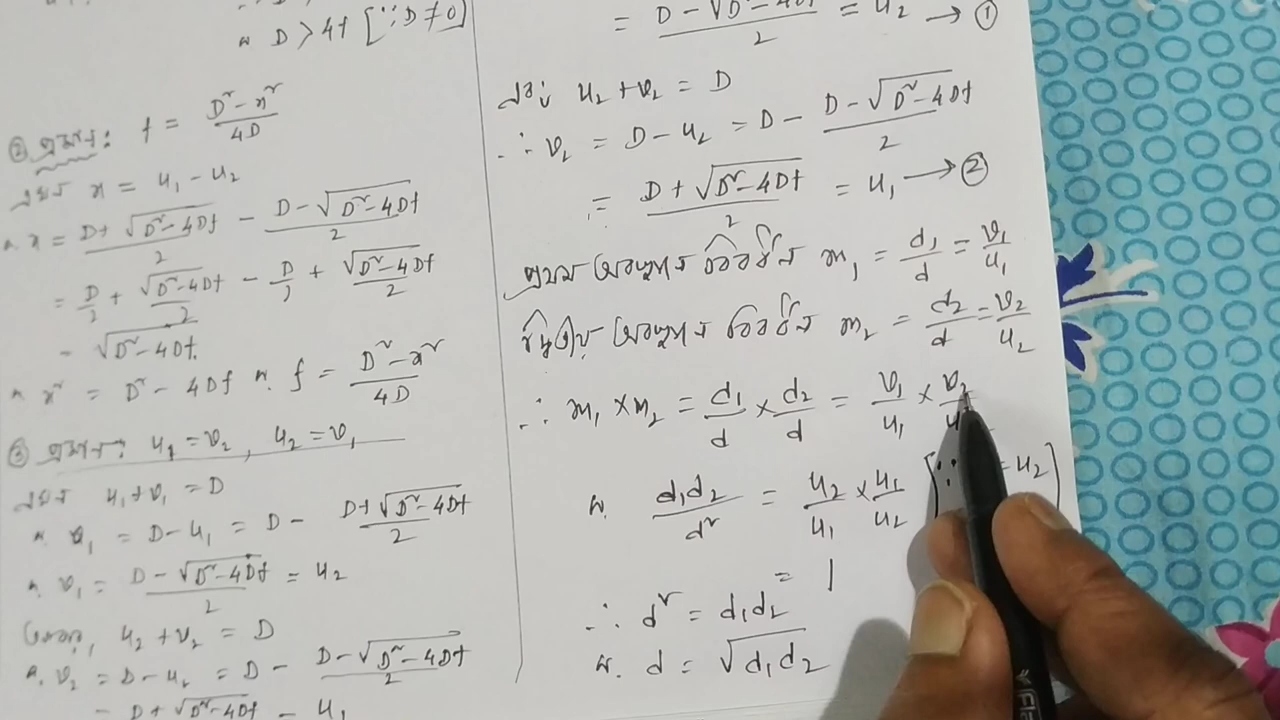 বা D > 4f [∵ D ≠ 0]
② প্রমাণ: f = (D² - x²)/4D
এখন x = u₁ - u₂
বা x = (D + √(D² - 4Df))/2 - (D - √(D² - 4Df))/2
= D/2 + √(D² - 4Df)/2 - D/2 + √(D² - 4Df)/2
= √(D² - 4Df)
বা x² = D² - 4Df বা f = (D² - x²)/4D
③ প্রমাণ: u₁ = v₂, u₂ = v₁
এখন u₁ + v₁ = D
বা v₁ = D - u₁ = D - (D + √(D² - 4Df))/2
বা v₁ = (D - √(D² - 4Df))/2 = u₂
u₂ + v₂ = D
বা v₂ = D - u₂ = D - (D - √(D² - 4Df))/2
= D + √(D² - 4Df) = u₁
= (D - √(D² - 4Df))/2 = u₂ → ①
এবং u₂ + v₂ = D
∴ v₂ = D - u₂ = D - (D - √(D² - 4Df))/2
= (D + √(D² - 4Df))/2 = u₁ → ②
প্রথম অবস্থানে বিবর্ধন m₁ = d₁/d = v₁/u₁
দ্বিতীয় অবস্থানে বিবর্ধন m₂ = d₂/d = v₂/u₂
∴ m₁ × m₂ = d₁/d × d₂/d = v₁/u₁ × v₂/u
বা d₁d₂/d² = u₂/u₁ × u₁/u₂ [∵ = u₂]
= 1
∴ d² = d₁d₂
বা d = √(d₁d₂)